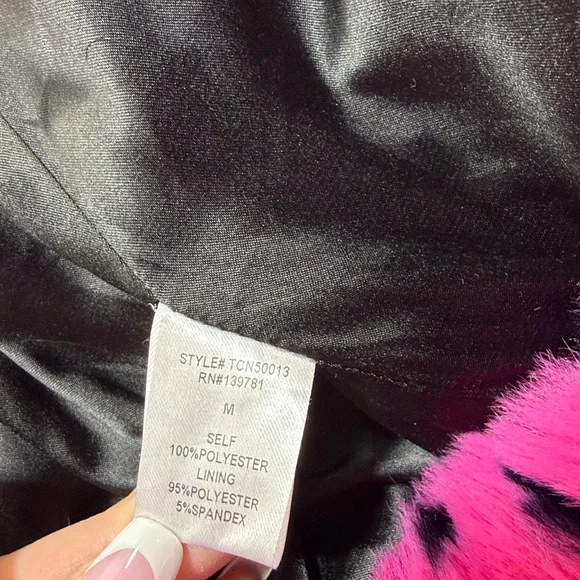 STYLE# TCN50013
RN#139781
M
SELF
100%POLYESTER
LINING
95%POLYESTER
5%SPANDEX